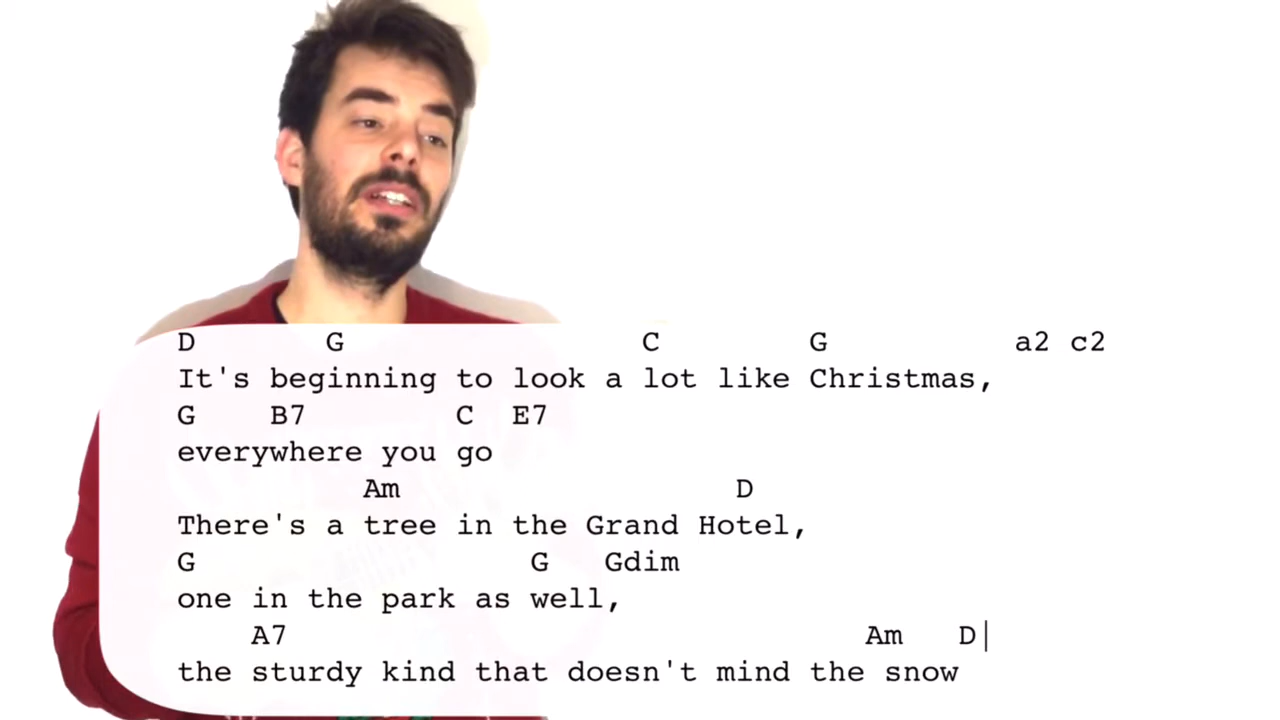 D G C G a2 c2
It's beginning to look a lot like Christmas,
G B7 C E7
everywhere you go
Am D
There's a tree in the Grand Hotel,
G G Gdim
one in the park as well,
A7 Am D|
the sturdy kind that doesn't mind the snow